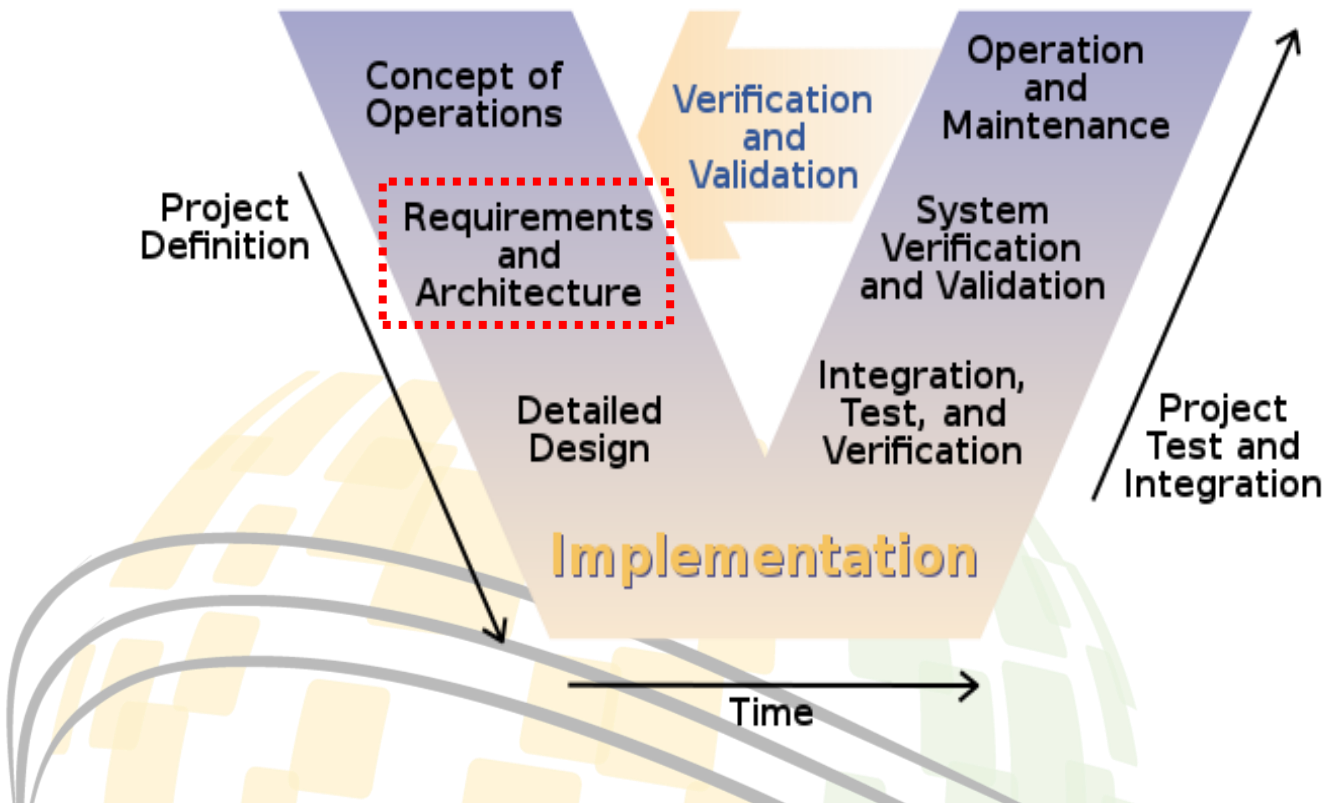 Concept of
Operations
Verification
and
Validation
Operation
and
Maintenance
Project
Definition
Requirements
and
Architecture
System
Verification
and Validation
Detailed
Design
Integration,
Test, and
Verification
Project
Test and
Integration
Implementation
Time